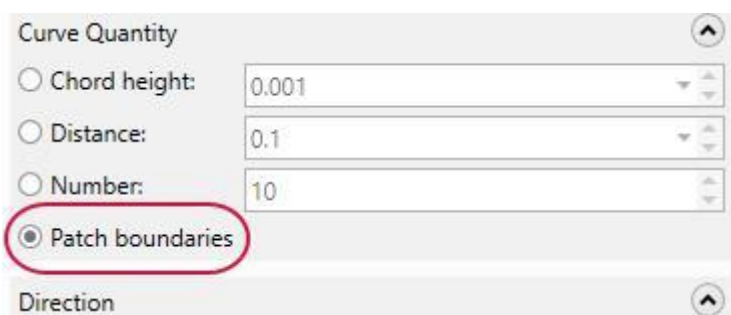 Curve Quantity
Chord height: 0.001
Distance: 0.1
Number: 10
Patch boundaries
Direction